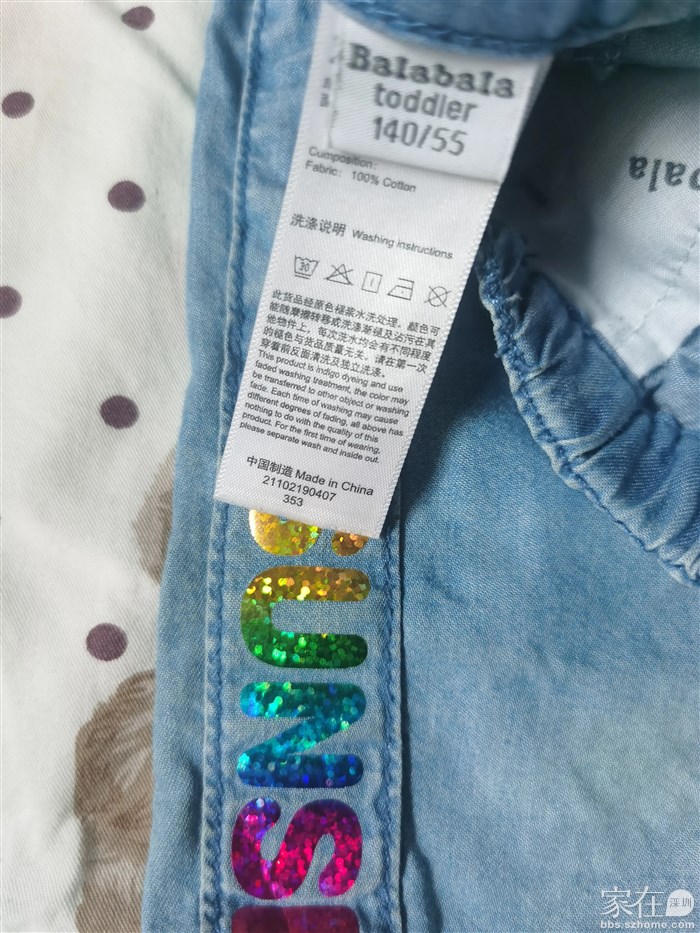 Balabala
toddler
140/55
Cumposition:
Fabric: 100% Cotton
洗涤说明 Washing instructions
30
此货品经原色褪浆水洗处理，颜色可
能随摩擦转移或洗涤渐褪及沾污在其
他物件上，每次洗水均会有不同程度
的褪色与货品质量无关，请在第一次
穿着前反面清洗及独立洗涤。
This product is indigo dyeing and use
faded washing treatment, the color may
be transferred to other object or washing
fade. Each time of washing may cause
different degrees of fading, all above has
nothing to do with the quality of this
product. For the first time of wearing,
please separate wash and inside out.
中国制造 Made in China
21102190407
353
bala
SUNS
家在深圳
bbs.szhome.com